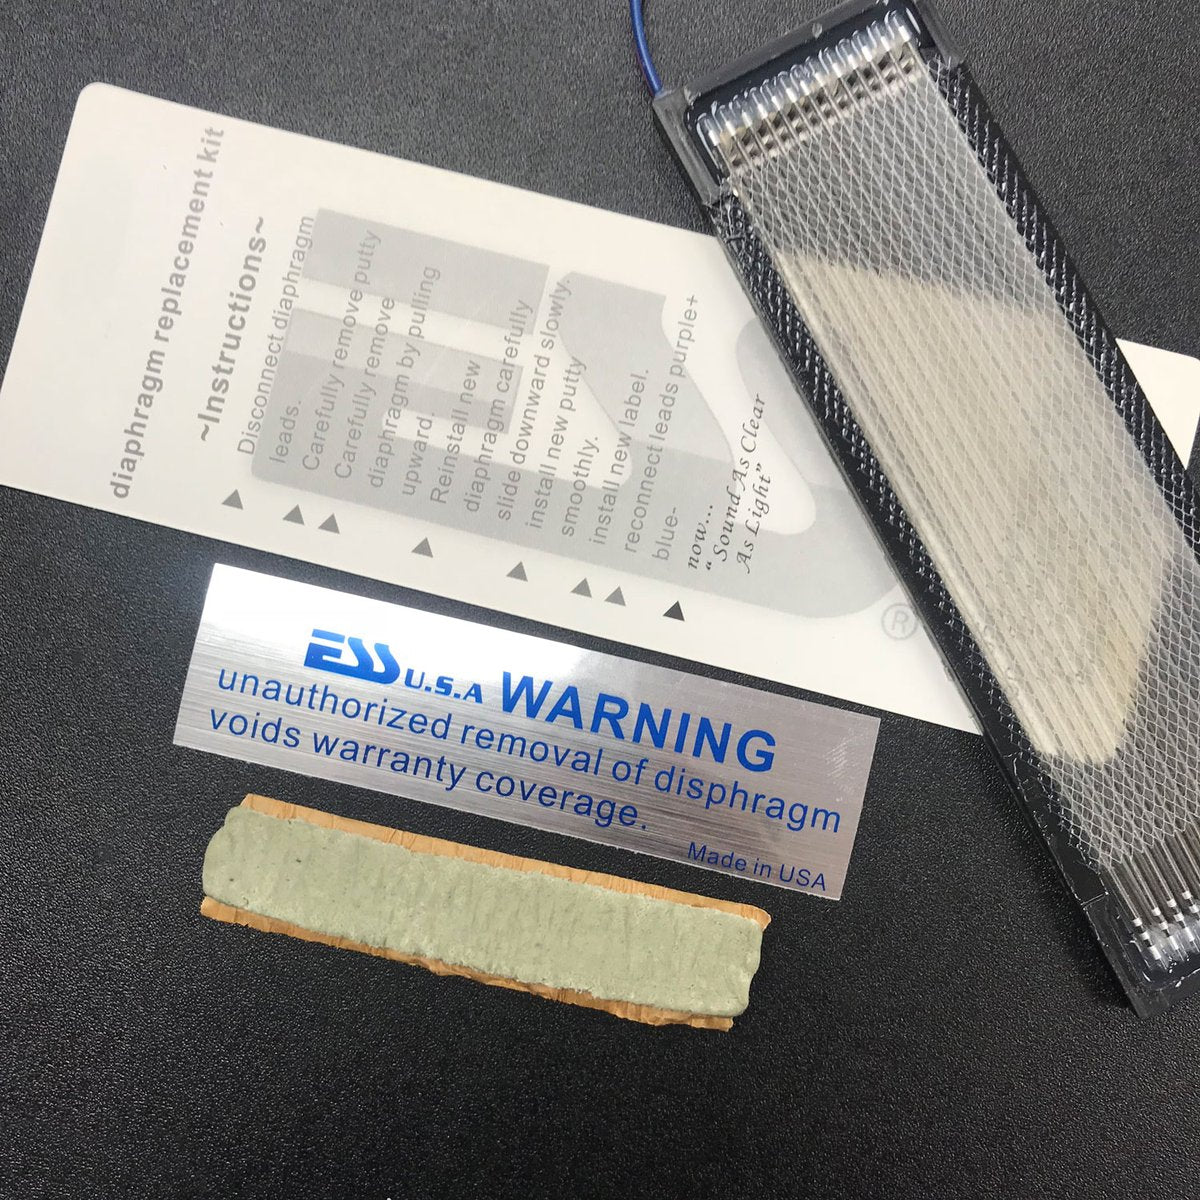 diaphragm replacement kit
~Instructions~
Disconnect diaphragm
leads.
Carefully remove putty
Carefully remove
diaphragm by pulling
upward
Reinstall new
diaphragm carefully
slide downward slowly.
install new putty
smoothly.
install new label.
reconnect leads purple+
blue-
now...
“Sound As Clear
As Light”
®
ESS U.S.A WARNING
unauthorized removal of disphragm
voids warranty coverage.
Made in USA